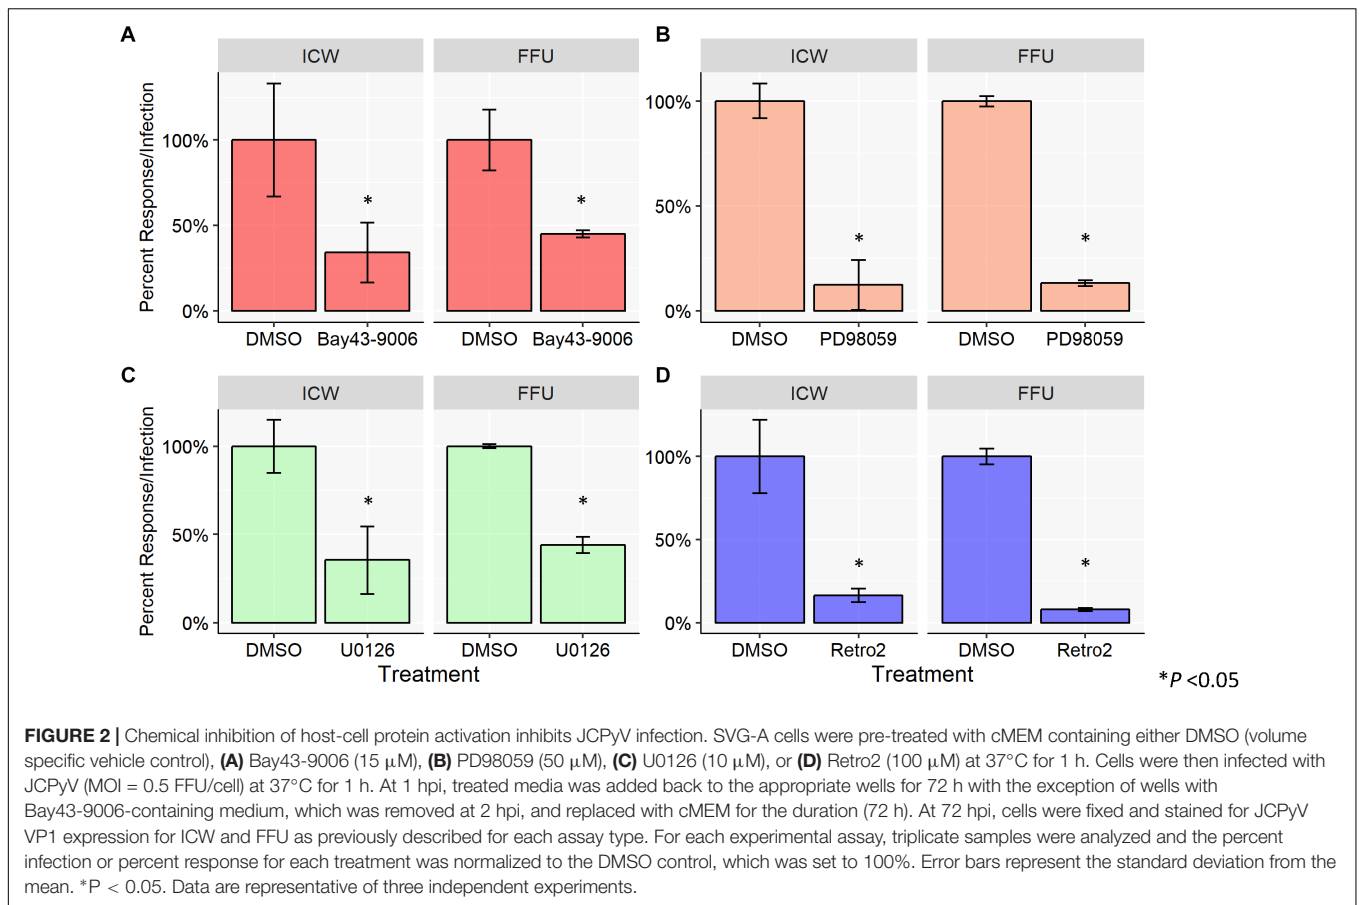 A
B
ICW
FFU
ICW
FFU
Percent Response/Infection
100%
50%
0%
*
*
100%
50%
0%
*
*
DMSO Bay43-9006
DMSO Bay43-9006
DMSO PD98059
DMSO PD98059
C
D
ICW
FFU
ICW
FFU
Percent Response/Infection
100%
50%
0%
*
*
100%
50%
0%
*
*
DMSO U0126
DMSO U0126
DMSO Retro2
DMSO Retro2
Treatment
Treatment
*P <0.05
FIGURE 2 | Chemical inhibition of host-cell protein activation inhibits JCPyV infection. SVG-A cells were pre-treated with cMEM containing either DMSO (volume
specific vehicle control), (A) Bay43-9006 (15 μM), (B) PD98059 (50 μM), (C) U0126 (10 μM), or (D) Retro2 (100 μM) at 37°C for 1 h. Cells were then infected with
JCPyV (MOI = 0.5 FFU/cell) at 37°C for 1 h. At 1 hpi, treated media was added back to the appropriate wells for 72 h with the exception of wells with
Bay43-9006-containing medium, which was removed at 2 hpi, and replaced with cMEM for the duration (72 h). At 72 hpi, cells were fixed and stained for JCPyV
VP1 expression for ICW and FFU as previously described for each assay type. For each experimental assay, triplicate samples were analyzed and the percent
infection or percent response for each treatment was normalized to the DMSO control, which was set to 100%. Error bars represent the standard deviation from the
mean. *P < 0.05. Data are representative of three independent experiments.